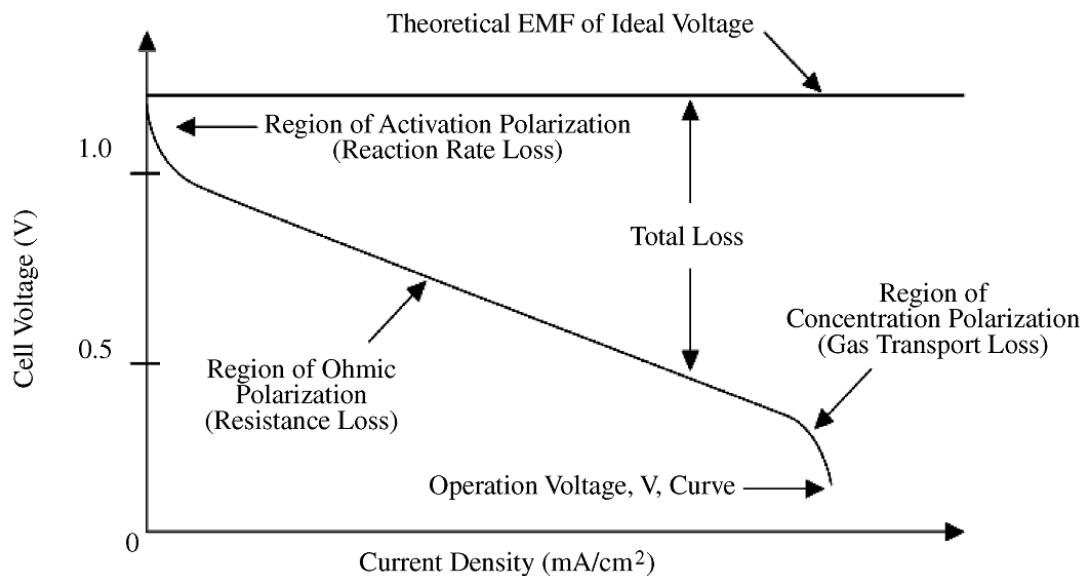 Theoretical EMF of Ideal Voltage
Region of Activation Polarization
(Reaction Rate Loss)
1.0
Total Loss
Cell Voltage (V)
Region of
Concentration Polarization
(Gas Transport Loss)
0.5
Region of Ohmic
Polarization
(Resistance Loss)
Operation Voltage, V, Curve
0
Current Density (mA/cm²)